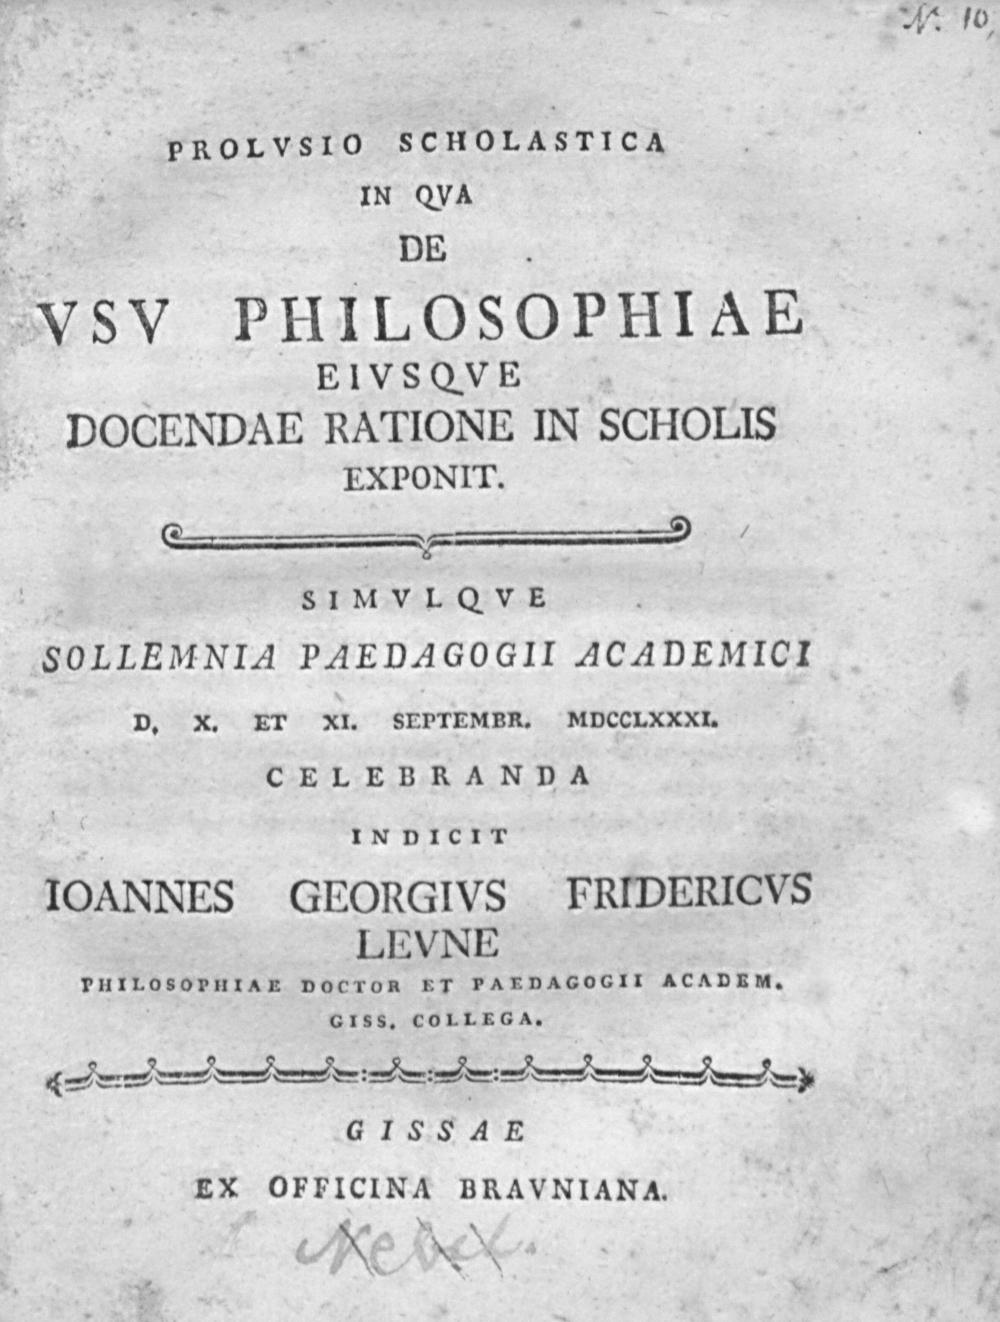 N. 10,
PROLVSIO SCHOLASTICA
IN QVA
DE
VSV PHILOSOPHIAE
EIVSQVE
DOCENDAE RATIONE IN SCHOLIS
EXPONIT.
SIMVLQVE
SOLLEMNIA PAEDAGOGII ACADEMICI
D. X. ET XI. SEPTEMBR. MDCCLXXXI.
CELEBRANDA
INDICIT
IOANNES GEORGIVS FRIDERICVS
LEVNE
PHILOSOPHIAE DOCTOR ET PAEDAGOGII ACADEM.
GISS. COLLEGA.
GISSAE
EX OFFICINA BRAVNIANA.